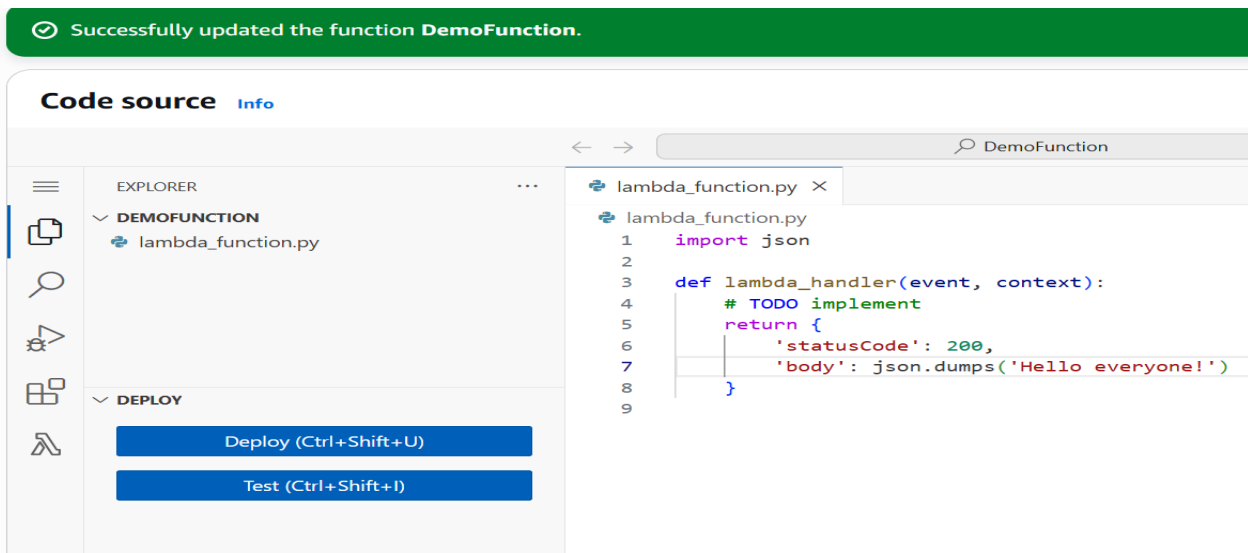 Successfully updated the function DemoFunction.
Code source Info
DemoFunction
EXPLORER ...
DEMOFUNCTION
lambda_function.py
DEPLOY
Deploy (Ctrl+Shift+U)
Test (Ctrl+Shift+I)
lambda_function.py
lambda_function.py
1 import json
2
3 def lambda_handler(event, context):
4 # TODO implement
5 return {
6 'statusCode': 200,
7 'body': json.dumps('Hello everyone!')
8 }
9